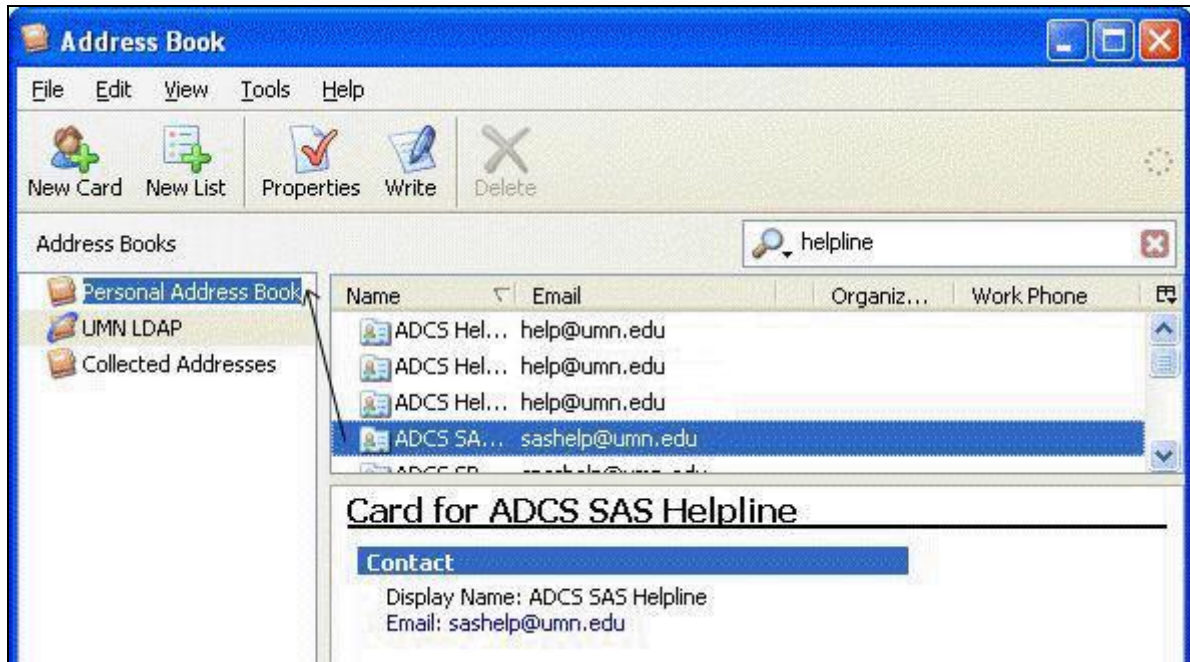 Address Book
File Edit View Tools Help
New Card New List Properties Write Delete
Address Books
helpline
Personal Address Book
UMN LDAP
Collected Addresses
Name Email Organiz... Work Phone
ADCS Hel... help@umn.edu
ADCS Hel... help@umn.edu
ADCS Hel... help@umn.edu
ADCS SA... sashelp@umn.edu
Card for ADCS SAS Helpline
Contact
Display Name: ADCS SAS Helpline
Email: sashelp@umn.edu